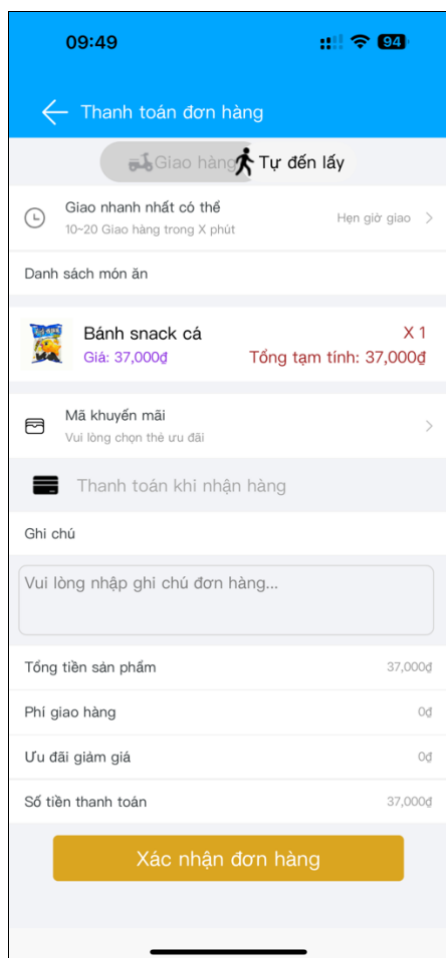 09:49
94
Thanh toán đơn hàng
Giao hàng Tự đến lấy
Giao nhanh nhất có thể
10~20 Giao hàng trong X phút
Hẹn giờ giao
Danh sách món ăn
Bánh snack cá
X 1
Giá: 37,000₫
Tổng tạm tính: 37,000₫
Mã khuyến mãi
Vui lòng chọn thẻ ưu đãi
Thanh toán khi nhận hàng
Ghi chú
Vui lòng nhập ghi chú đơn hàng...
Tổng tiền sản phẩm
37,000₫
Phí giao hàng
0₫
Ưu đãi giảm giá
0₫
Số tiền thanh toán
37,000₫
Xác nhận đơn hàng